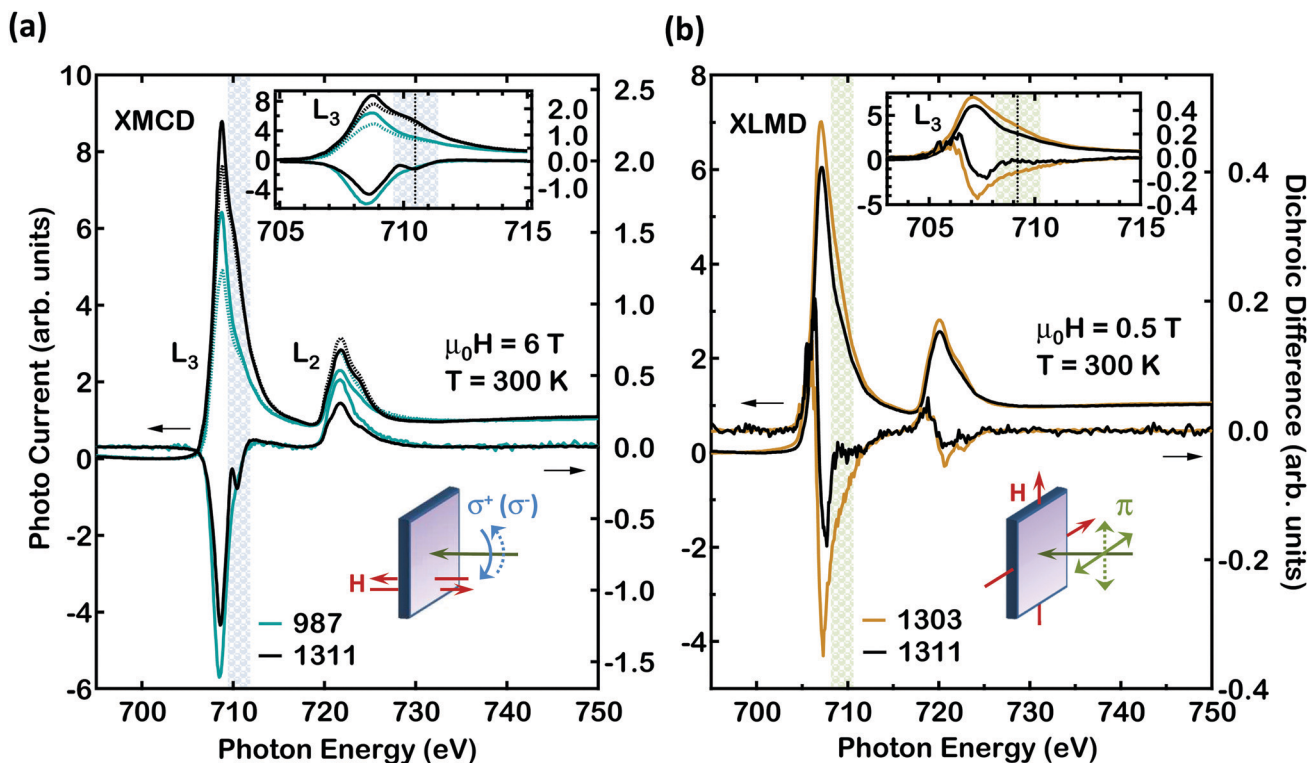 (a)
(b)
XMCD
L₃
L₃
L₂
μ₀H = 6 T
T = 300 K
σ⁺ (σ⁻)
H
987
1311
Photo Current (arb. units)
10
8
6
4
2
0
-2
-4
-6
2.5
2.0
1.5
1.0
0.5
0.0
-0.5
-1.0
-1.5
700 710 720 730 740 750
Photon Energy (eV)
8
4
0
-4
2.0
1.0
0.0
-1.0
705 710 715
XLMD
L₃
μ₀H = 0.5 T
T = 300 K
H
π
1303
1311
8
6
4
2
0
-2
-4
0.4
0.2
0.0
-0.2
-0.4
Dichroic Difference (arb. units)
700 710 720 730 740 750
Photon Energy (eV)
5
0
-5
0.4
0.2
0.0
-0.2
-0.4
705 710 715